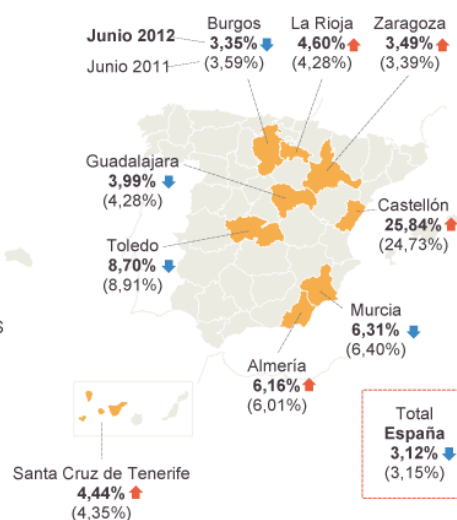 Junio 2012
Junio 2011
Burgos
3,35%
(3,59%)
La Rioja
4,60%
(4,28%)
Zaragoza
3,49%
(3,39%)
Guadalajara
3,99%
(4,28%)
Castellón
25,84%
(24,73%)
Toledo
8,70%
(8,91%)
Murcia
6,31%
(6,40%)
Almería
6,16%
(6,01%)
Total
España
3,12%
(3,15%)
Santa Cruz de Tenerife
4,44%
(4,35%)